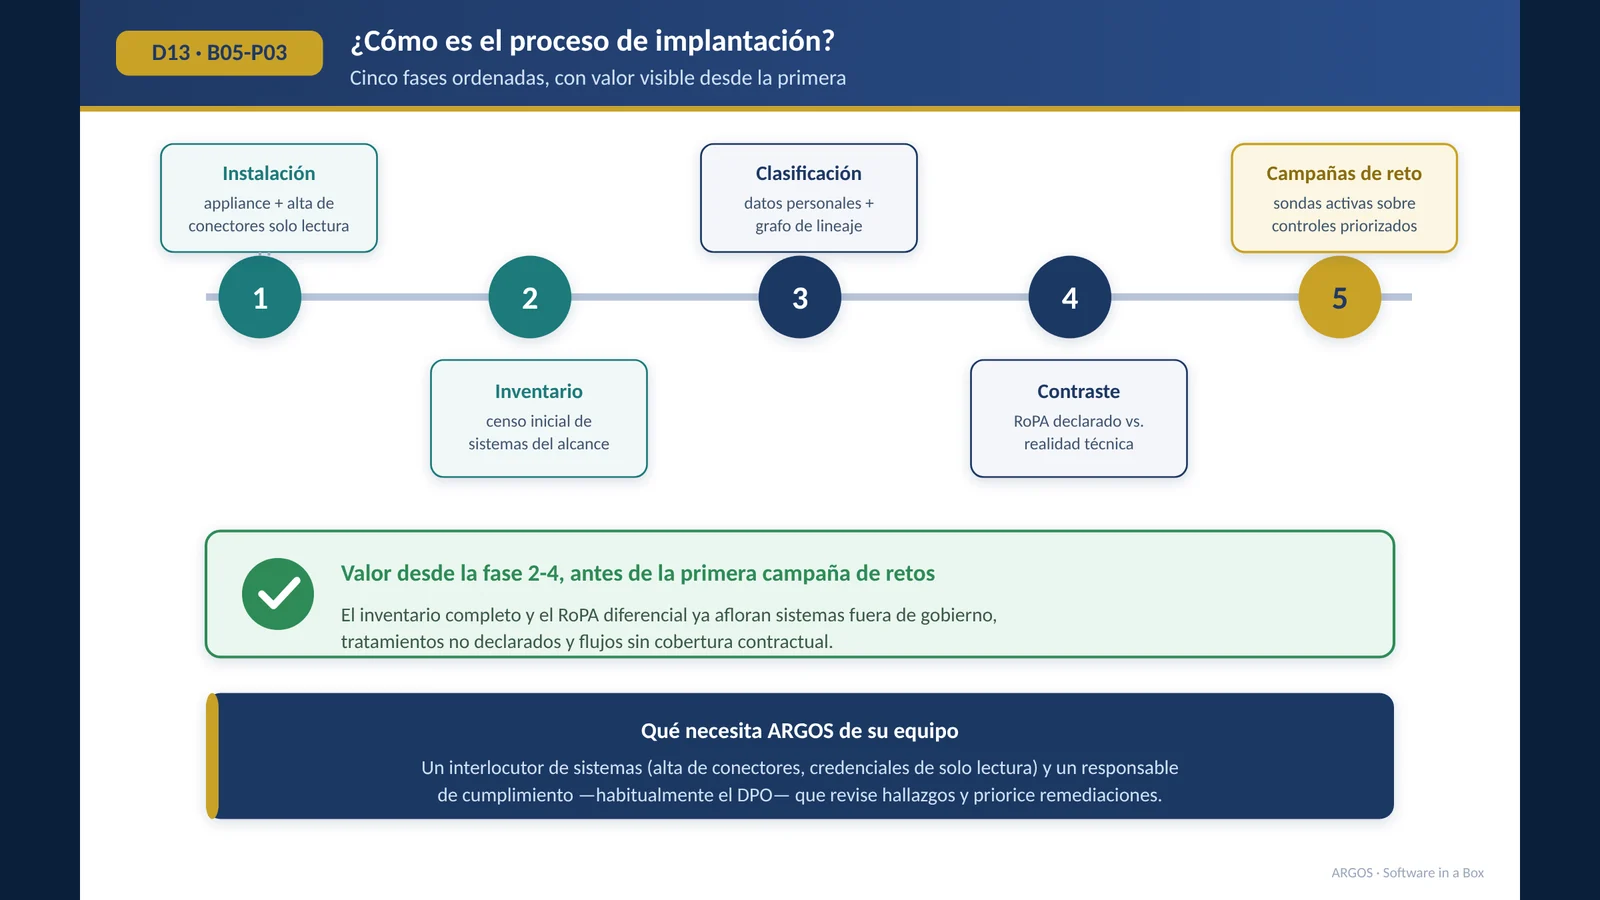 D13 · B05-P03
¿Cómo es el proceso de implantación?
Cinco fases ordenadas, con valor visible desde la primera
Instalación
appliance + alta de
conectores solo lectura
Clasificación
datos personales +
grafo de lineaje
Campañas de reto
sondas activas sobre
controles priorizados
1
2
3
4
5
Inventario
censo inicial de
sistemas del alcance
Contraste
RoPA declarado vs.
realidad técnica
Valor desde la fase 2-4, antes de la primera campaña de retos
El inventario completo y el RoPA diferencial ya afloran sistemas fuera de gobierno,
tratamientos no declarados y flujos sin cobertura contractual.
Qué necesita ARGOS de su equipo
Un interlocutor de sistemas (alta de conectores, credenciales de solo lectura) y un responsable
de cumplimiento —habitualmente el DPO— que revise hallazgos y priorice remediaciones.
ARGOS · Software in a Box